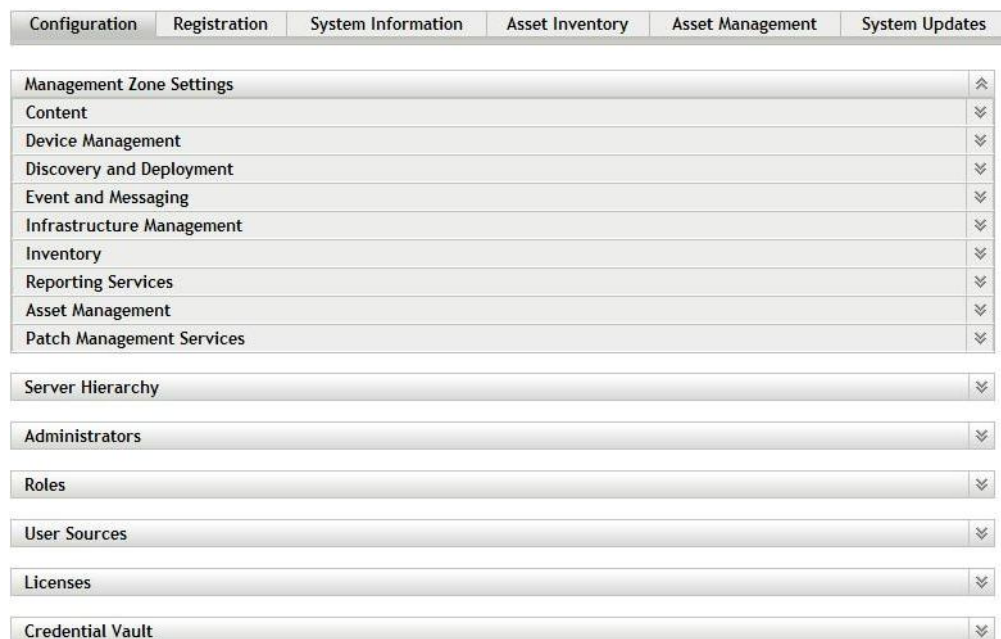 Configuration Registration System Information Asset Inventory Asset Management System Updates
Management Zone Settings
Content
Device Management
Discovery and Deployment
Event and Messaging
Infrastructure Management
Inventory
Reporting Services
Asset Management
Patch Management Services
Server Hierarchy
Administrators
Roles
User Sources
Licenses
Credential Vault